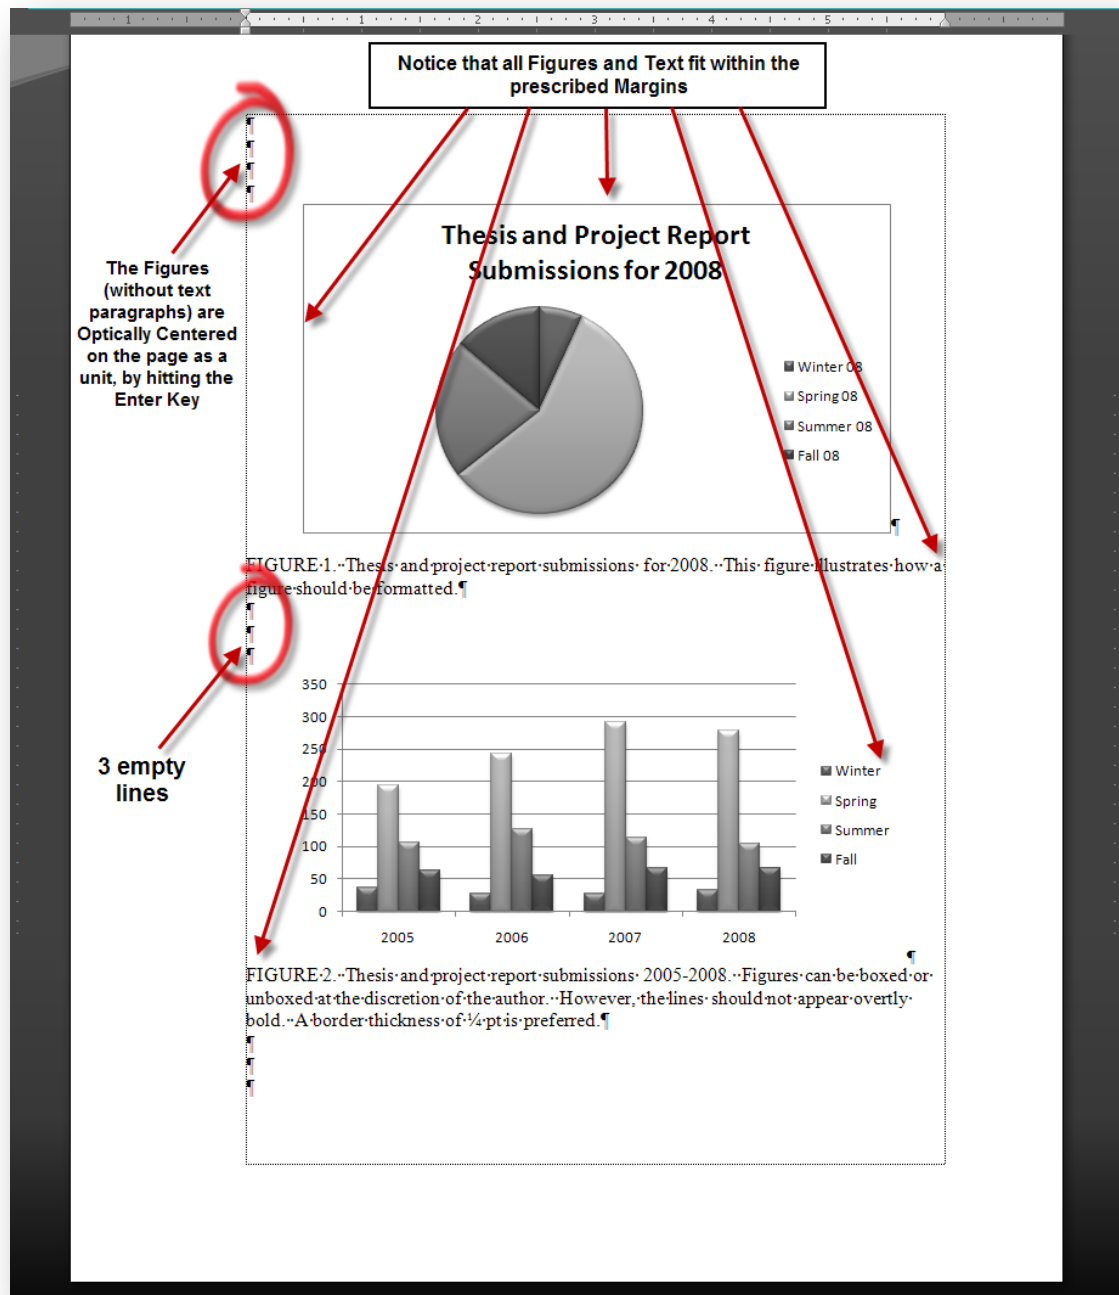 1 1 2 3 4 5
Notice that all Figures and Text fit within the
prescribed Margins
¶
¶
¶
¶
The Figures
(without text
paragraphs) are
Optically Centered
on the page as a
unit, by hitting the
Enter Key
Thesis and Project Report
Submissions for 2008
Winter 08
Spring 08
Summer 08
Fall 08
¶
FIGURE·1.··Thesis·and·project·report·submissions· for·2008.··This· figure·illustrates·how·a
figure·should·be·formatted.¶
¶
¶
¶
3 empty
lines
350
300
250
200
150
100
50
0
2005 2006 2007 2008
Winter
Spring
Summer
Fall
¶
FIGURE·2.··Thesis·and·project·report·submissions· 2005-2008.··Figures·can·be·boxed·or·
unboxed·at·the·discretion·of·the·author.··However,·the·lines· should·not·appear·overtly·
bold.··A·border·thickness·of·¼·pt·is·preferred.¶
¶
¶
¶